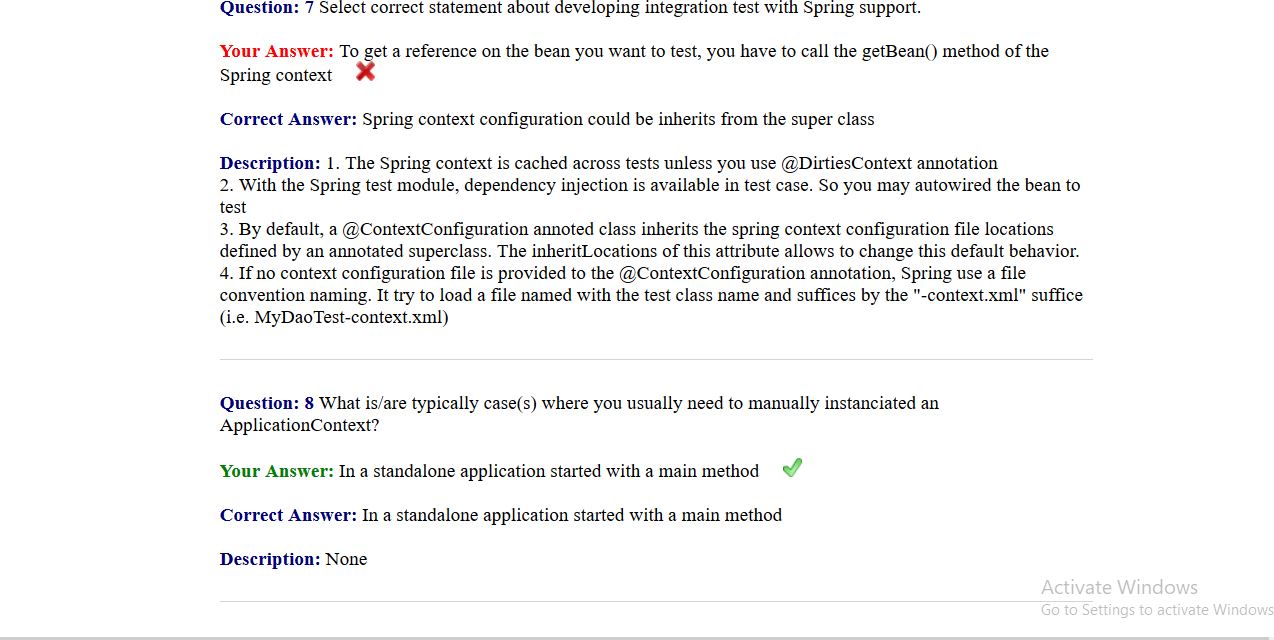 Question: 7 Select correct statement about developing integration test with Spring support.
Your Answer: To get a reference on the bean you want to test, you have to call the getBean() method of the
Spring context
Correct Answer: Spring context configuration could be inherits from the super class
Description: 1. The Spring context is cached across tests unless you use @DirtiesContext annotation
2. With the Spring test module, dependency injection is available in test case. So you may autowired the bean to
test
3. By default, a @ContextConfiguration annoted class inherits the spring context configuration file locations
defined by an annotated superclass. The inheritLocations of this attribute allows to change this default behavior.
4. If no context configuration file is provided to the @ContextConfiguration annotation, Spring use a file
convention naming. It try to load a file named with the test class name and suffices by the "-context.xml" suffice
(i.e. MyDaoTest-context.xml)
Question: 8 What is/are typically case(s) where you usually need to manually instanciated an
ApplicationContext?
Your Answer: In a standalone application started with a main method
Correct Answer: In a standalone application started with a main method
Description: None
Activate Windows
Go to Settings to activate Windows